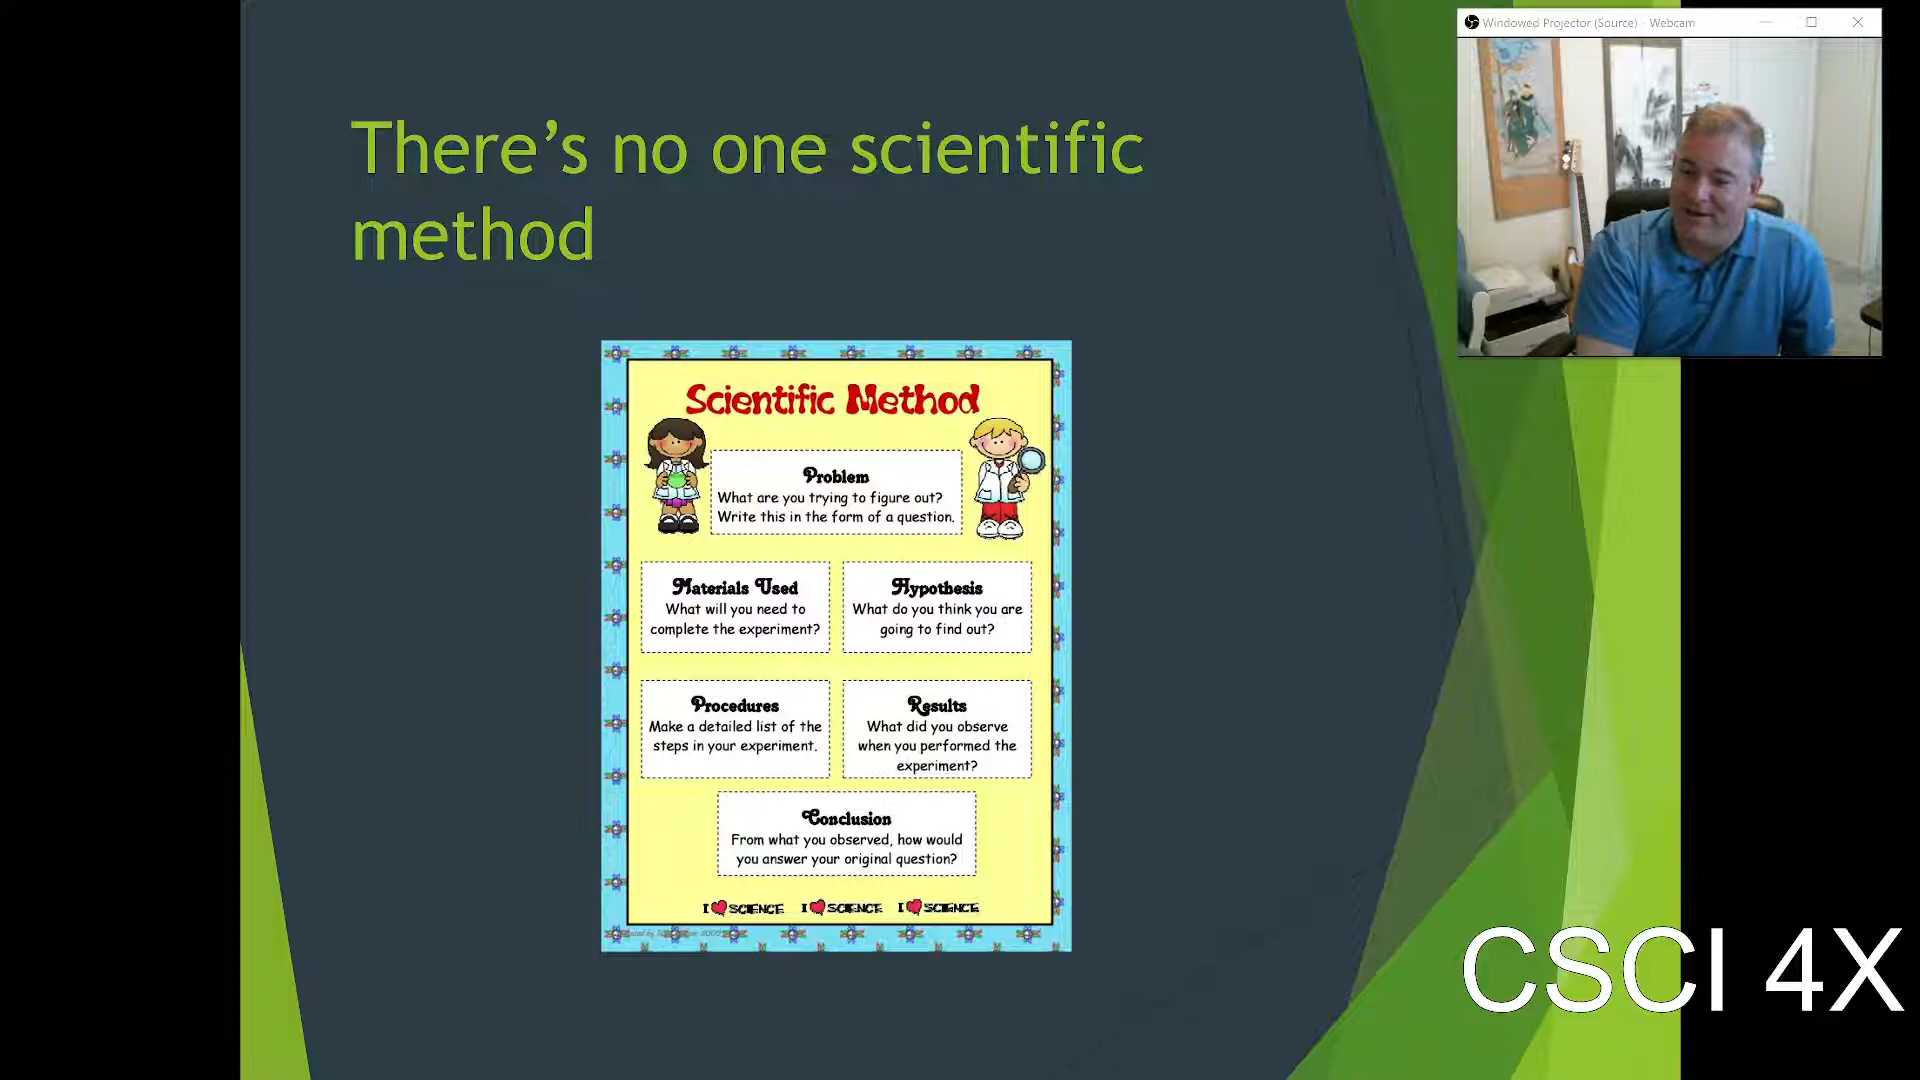 Windowed Projector (Source) - Webcam
There's no one scientific
method
Scientific Method
Problem
What are you trying to figure out?
Write this in the form of a question.
Materials Used
What will you need to
complete the experiment?
Hypothesis
What do you think you are
going to find out?
Procedures
Make a detailed list of the
steps in your experiment.
Results
What did you observe
when you performed the
experiment?
Conclusion
From what you observed, how would
you answer your original question?
I SCIENCE I SCIENCE I SCIENCE
CSCI 4X